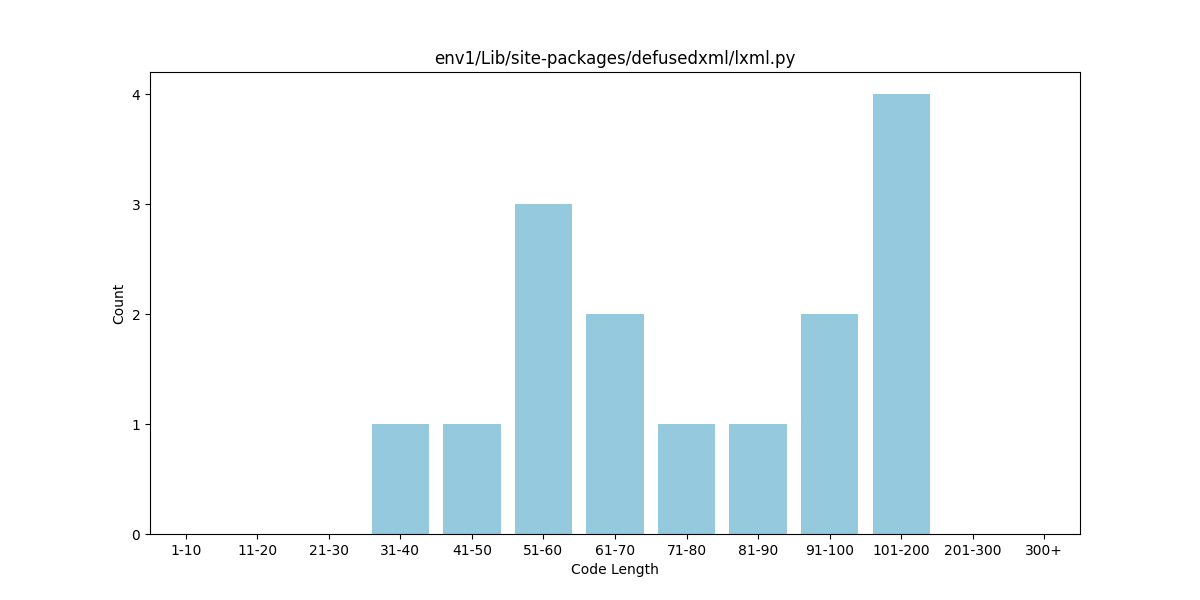 env1/Lib/site-packages/defusedxml/lxml.py
4
3
2
1
0
Count
1-10 11-20 21-30 31-40 41-50 51-60 61-70 71-80 81-90 91-100 101-200 201-300 300+
Code Length